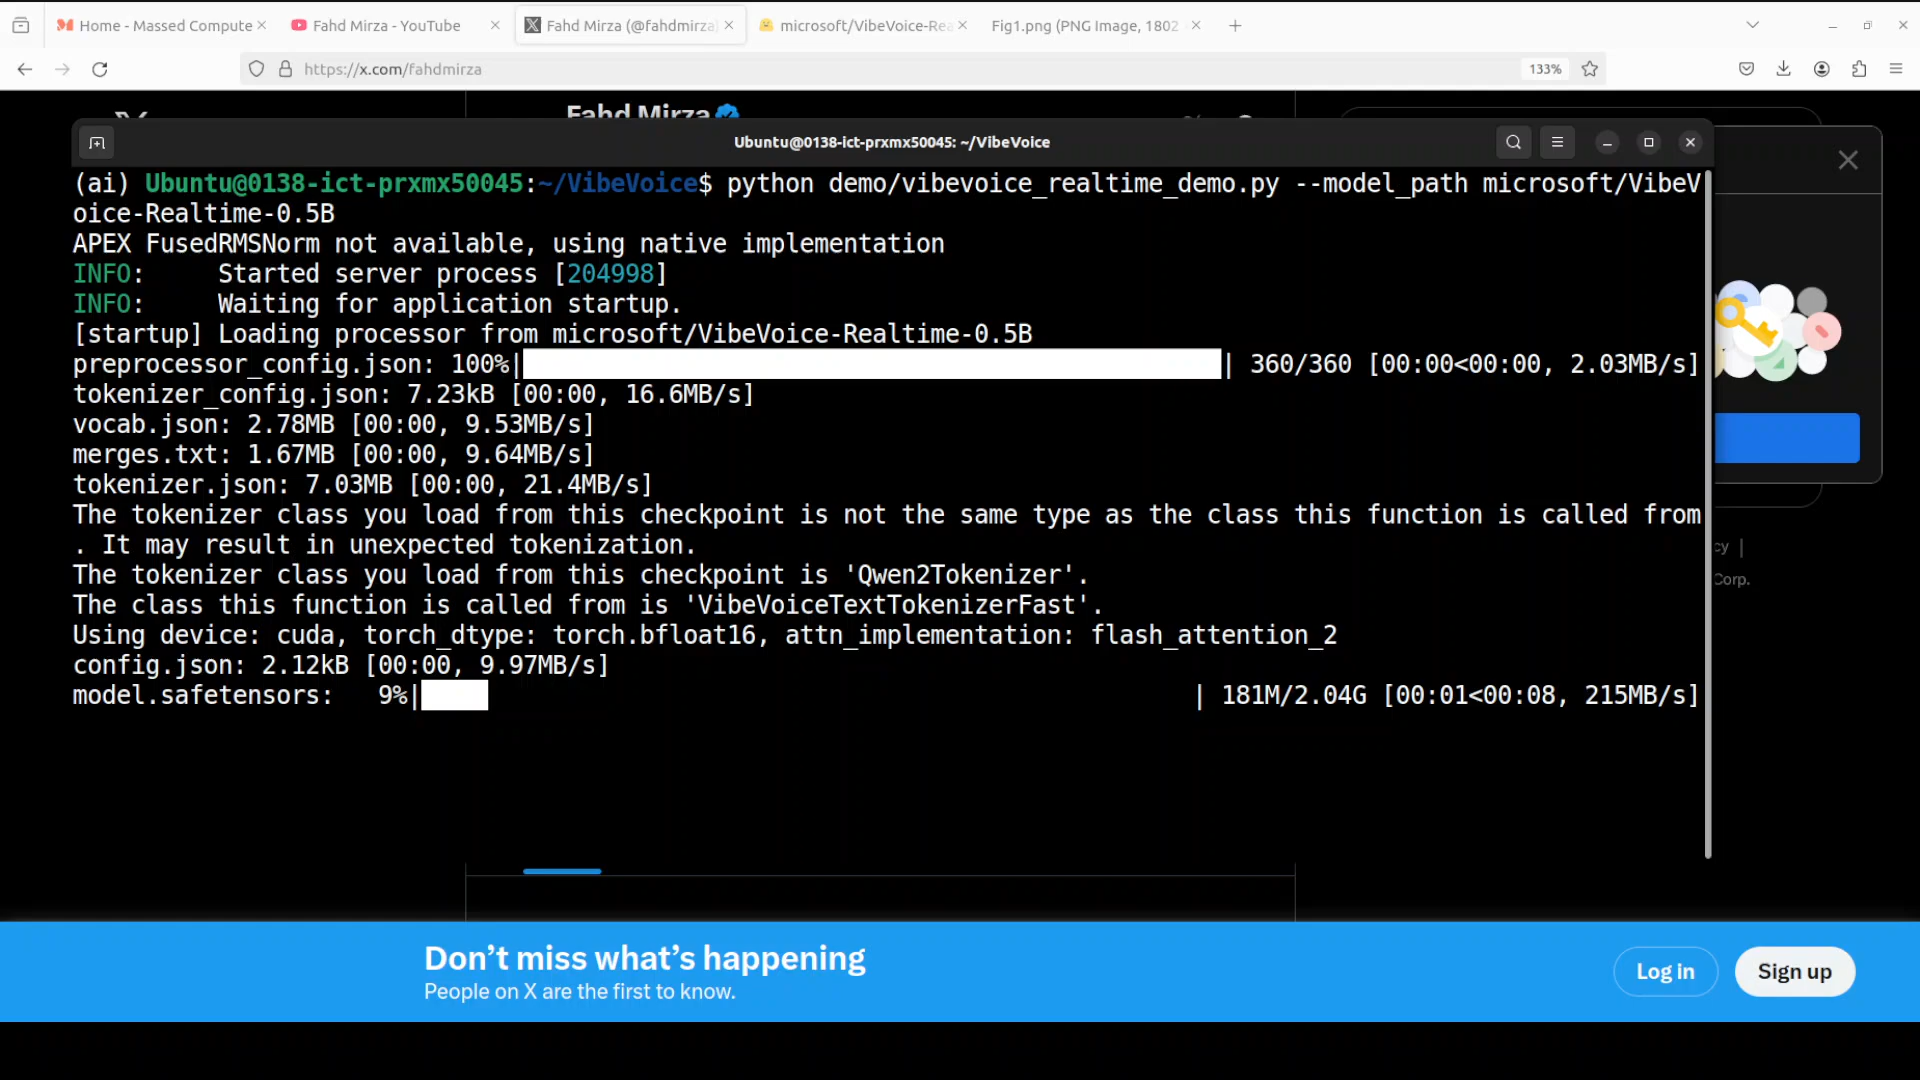 Home - Massed Compute
Fahd Mirza - YouTube
Fahd Mirza (@fahdmirza)
microsoft/VibeVoice-Rea
Fig1.png (PNG Image, 1802
https://x.com/fahdmirza
133%
Fahd Mirza
Ubuntu@0138-ict-prxmx50045: ~/VibeVoice
(ai) Ubuntu@0138-ict-prxmx50045:~/VibeVoice$ python demo/vibevoice_realtime_demo.py --model_path microsoft/VibeV
oice-Realtime-0.5B
APEX FusedRMSNorm not available, using native implementation
INFO:     Started server process [204998]
INFO:     Waiting for application startup.
[startup] Loading processor from microsoft/VibeVoice-Realtime-0.5B
preprocessor_config.json: 100%| | 360/360 [00:00<00:00, 2.03MB/s]
tokenizer_config.json: 7.23kB [00:00, 16.6MB/s]
vocab.json: 2.78MB [00:00, 9.53MB/s]
merges.txt: 1.67MB [00:00, 9.64MB/s]
tokenizer.json: 7.03MB [00:00, 21.4MB/s]
The tokenizer class you load from this checkpoint is not the same type as the class this function is called from
. It may result in unexpected tokenization.
The tokenizer class you load from this checkpoint is 'Qwen2Tokenizer'.
The class this function is called from is 'VibeVoiceTextTokenizerFast'.
Using device: cuda, torch_dtype: torch.bfloat16, attn_implementation: flash_attention_2
config.json: 2.12kB [00:00, 9.97MB/s]
model.safetensors:   9%| | 181M/2.04G [00:01<00:08, 215MB/s]
cy |
Corp.
Don’t miss what’s happening
People on X are the first to know.
Log in
Sign up